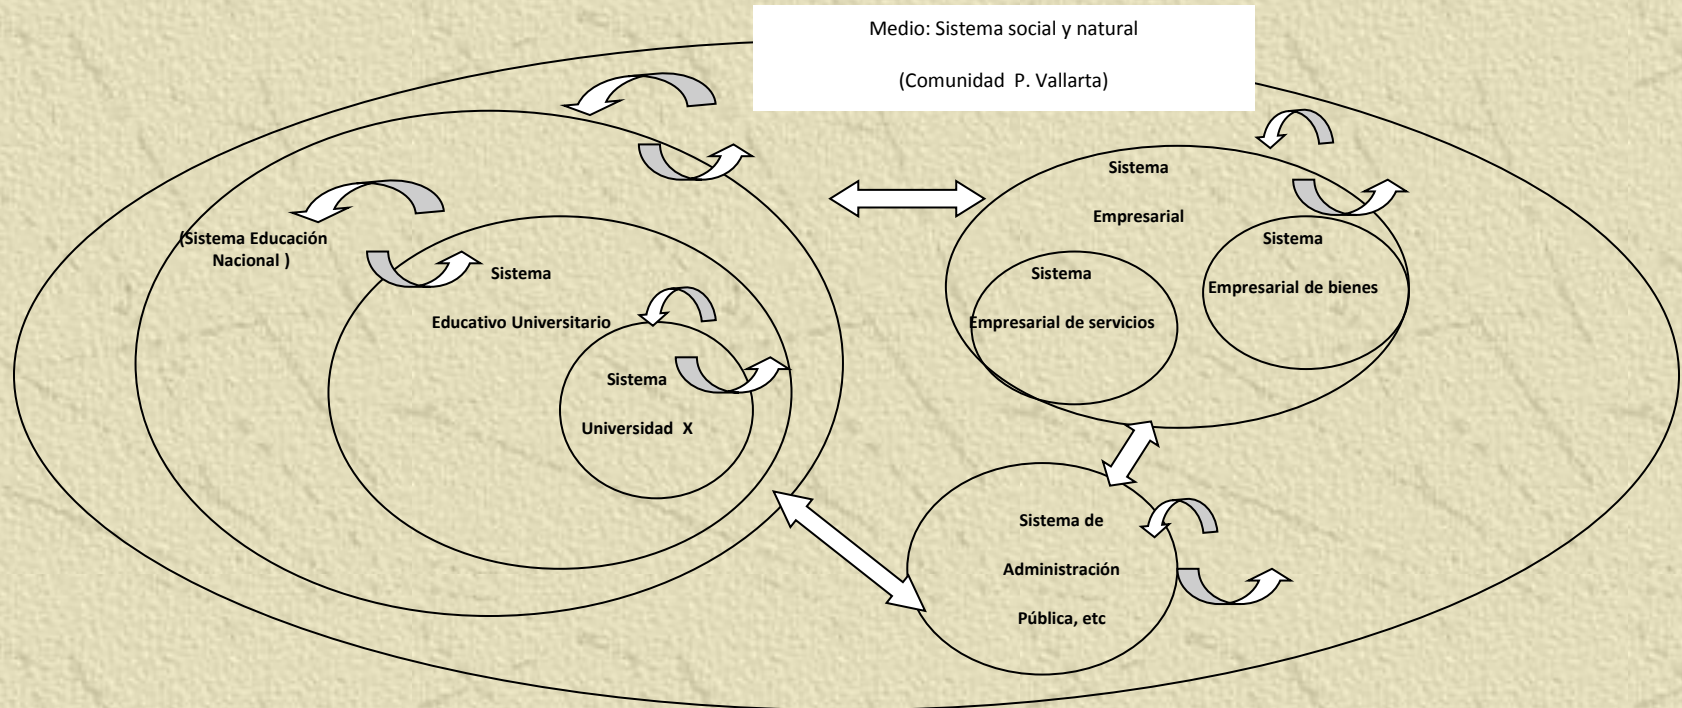 Medio: Sistema social y natural
(Comunidad P. Vallarta)
(Sistema Educación
Nacional )
Sistema
Educativo Universitario
Sistema
Universidad X
Sistema
Empresarial
Sistema
Empresarial de servicios
Sistema
Empresarial de bienes
Sistema de
Administración
Pública, etc